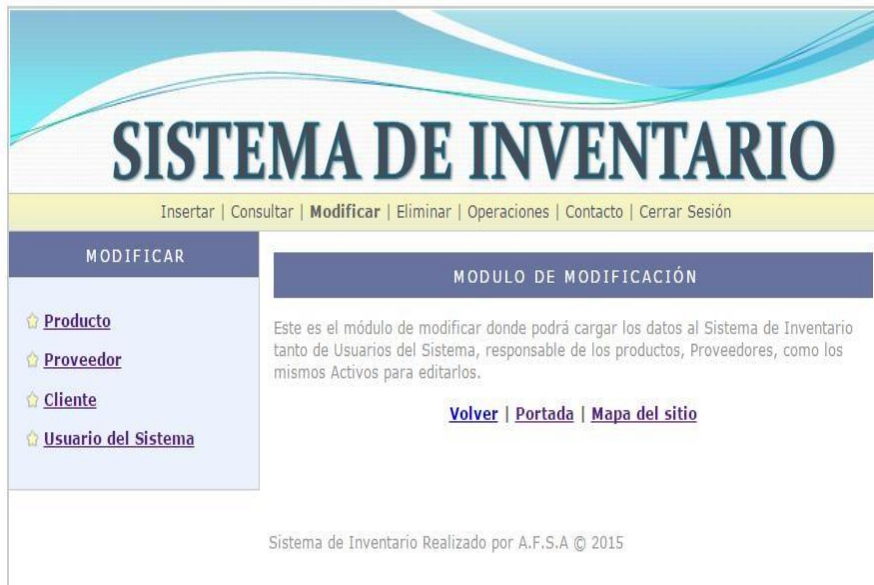 SISTEMA DE INVENTARIO
Insertar | Consultar | Modificar | Eliminar | Operaciones | Contacto | Cerrar Sesión
MODIFICAR
Producto
Proveedor
Cliente
Usuario del Sistema
MODULO DE MODIFICACIÓN
Este es el módulo de modificar donde podrá cargar los datos al Sistema de Inventario
tanto de Usuarios del Sistema, responsable de los productos, Proveedores, como los
mismos Activos para editarlos.
Volver | Portada | Mapa del sitio
Sistema de Inventario Realizado por A.F.S.A © 2015